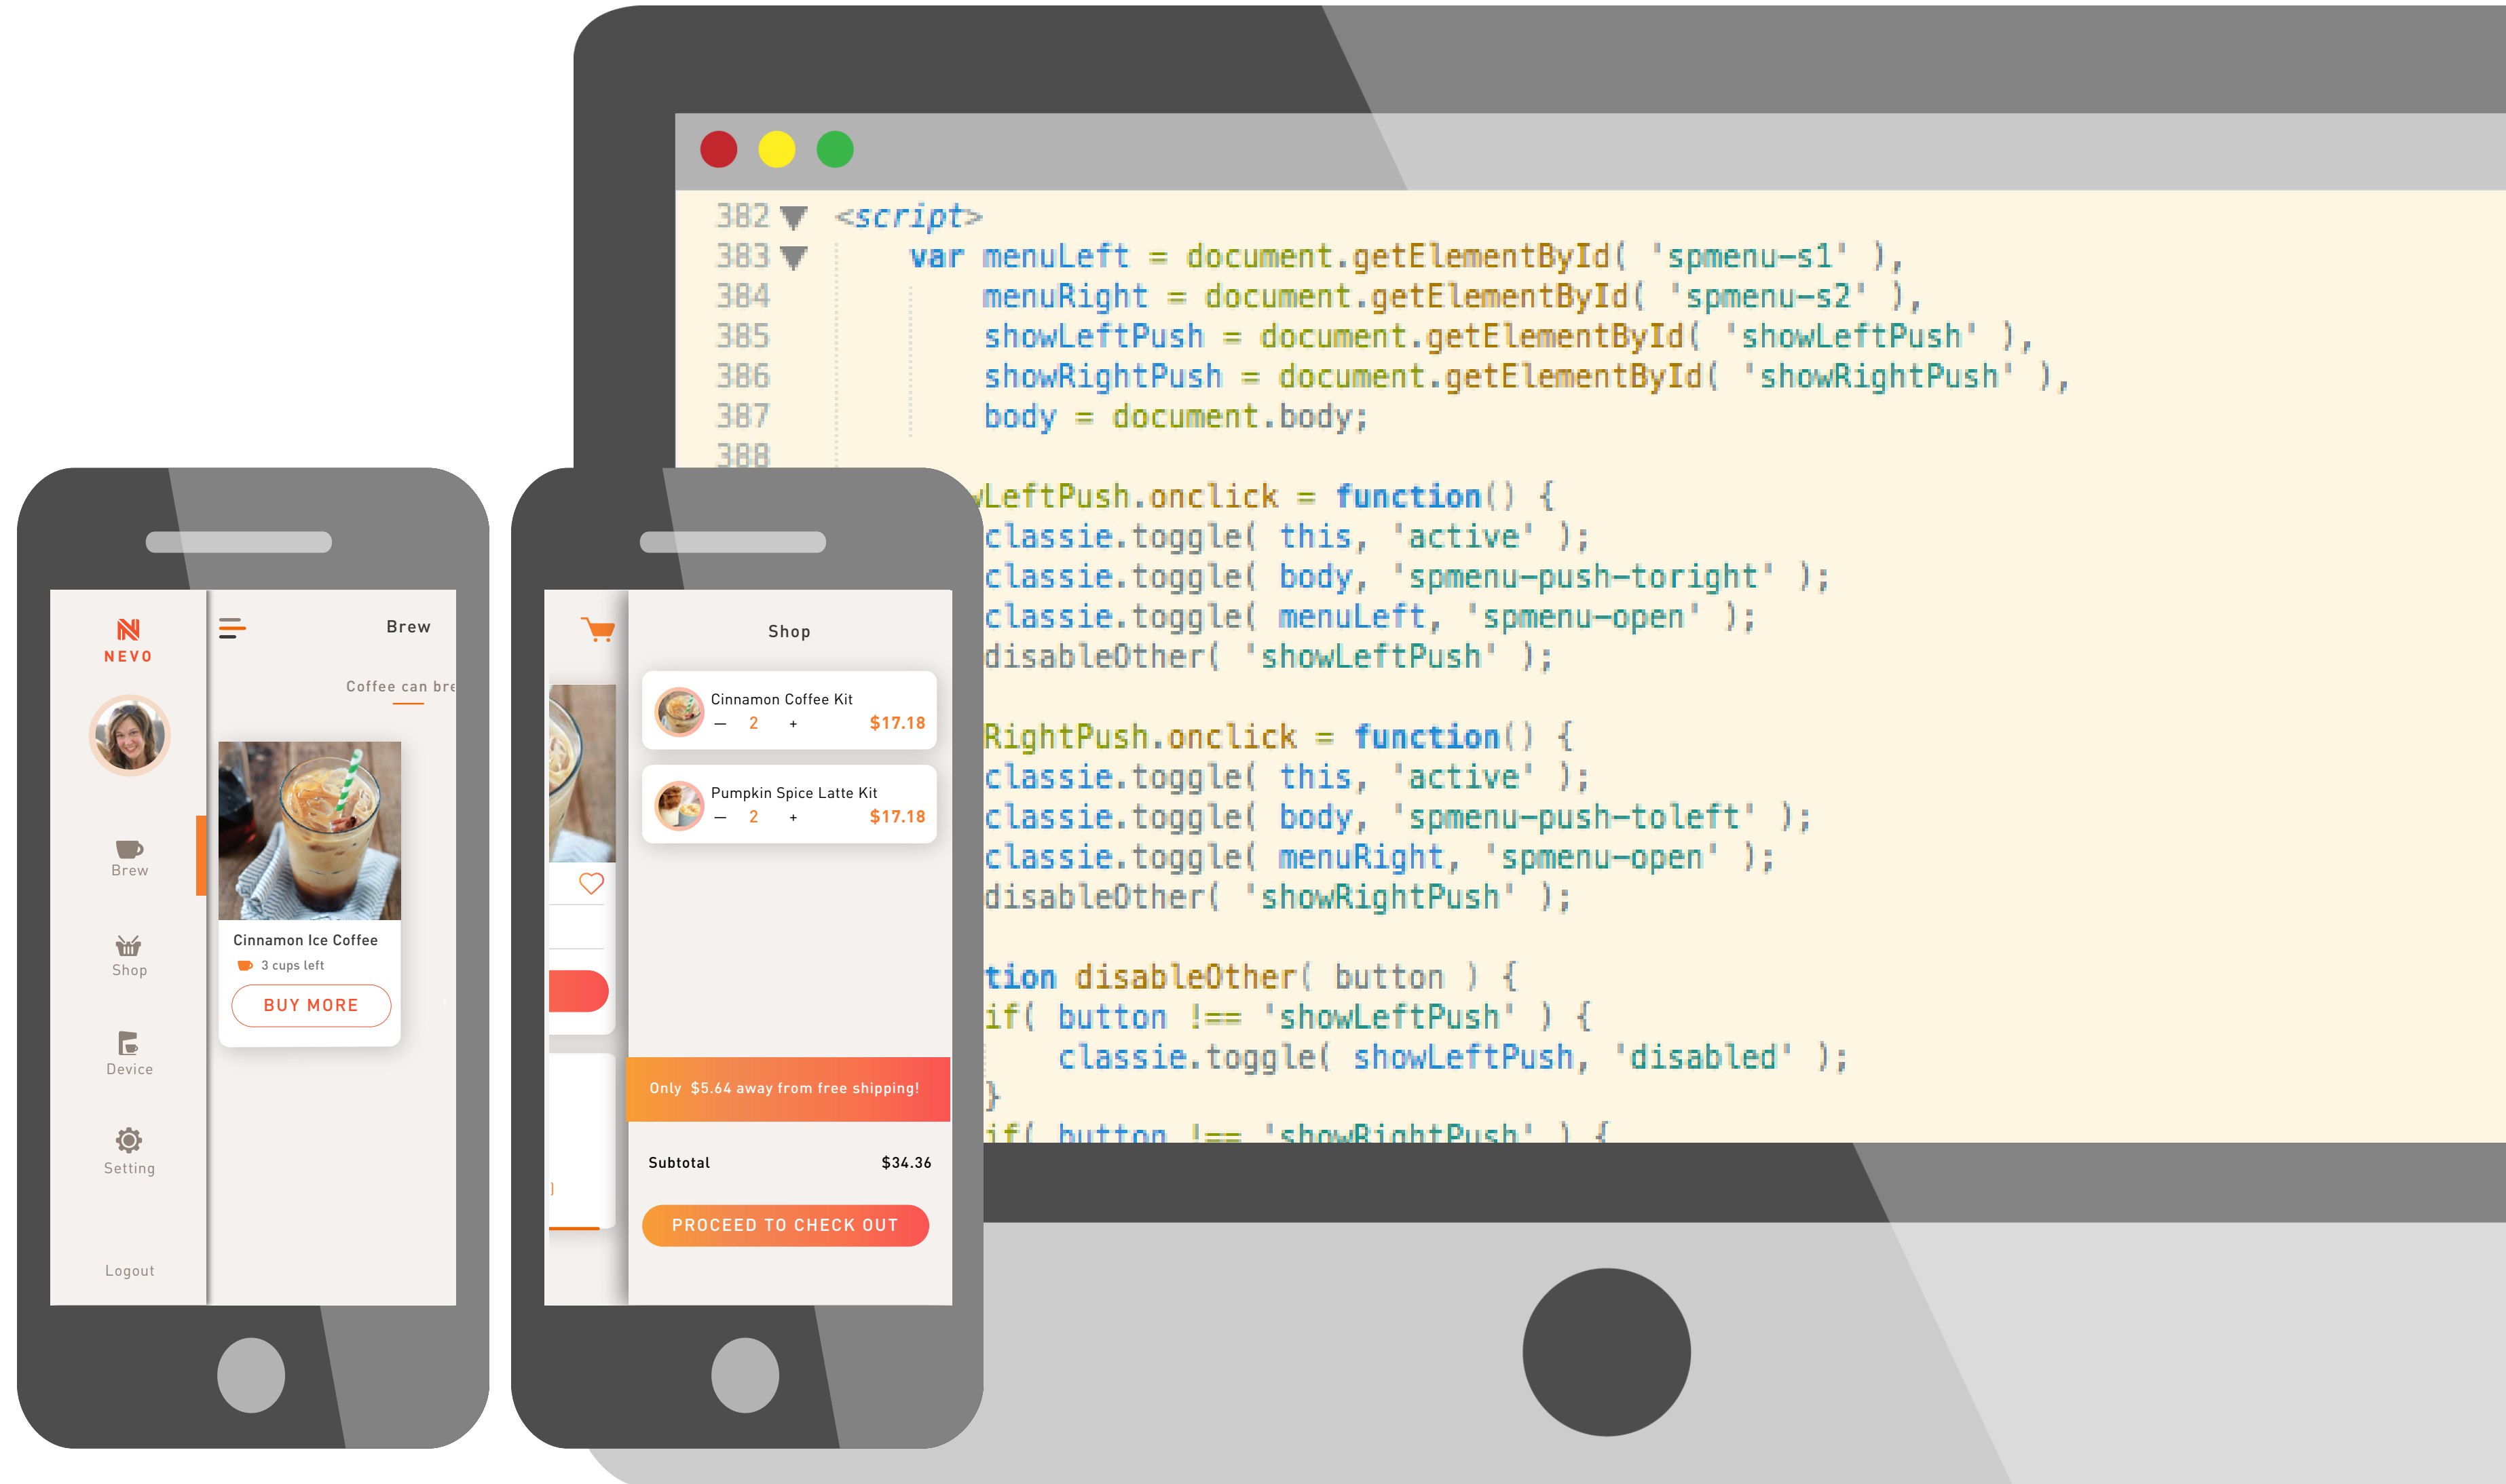 NEVO
Brew
Shop
Device
Setting
Logout
Brew
Coffee can
Cinnamon Ice Coffee
3 cups left
BUY MORE
Shop
Cinnamon Coffee Kit
— 2 + $17.18
Pumpkin Spice Latte Kit
— 2 + $17.18
Only $5.64 away from free shipping!
Subtotal $34.36
PROCEED TO CHECK OUT
382 <script>
383 var menuLeft = document.getElementById( 'spmenu-s1' ),
384 menuRight = document.getElementById( 'spmenu-s2' ),
385 showLeftPush = document.getElementById( 'showLeftPush' ),
386 showRightPush = document.getElementById( 'showRightPush' ),
387 body = document.body;
388
LeftPush.onclick = function() {
classie.toggle( this, 'active' );
classie.toggle( body, 'spmenu-push-toright' );
classie.toggle( menuLeft, 'spmenu-open' );
disableOther( 'showLeftPush' );
RightPush.onclick = function() {
classie.toggle( this, 'active' );
classie.toggle( body, 'spmenu-push-toleft' );
classie.toggle( menuRight, 'spmenu-open' );
disableOther( 'showRightPush' );
tion disableOther( button ) {
if( button !== 'showLeftPush' ) {
classie.toggle( showLeftPush, 'disabled' );
}
if( button !== 'showRightPush' ) {